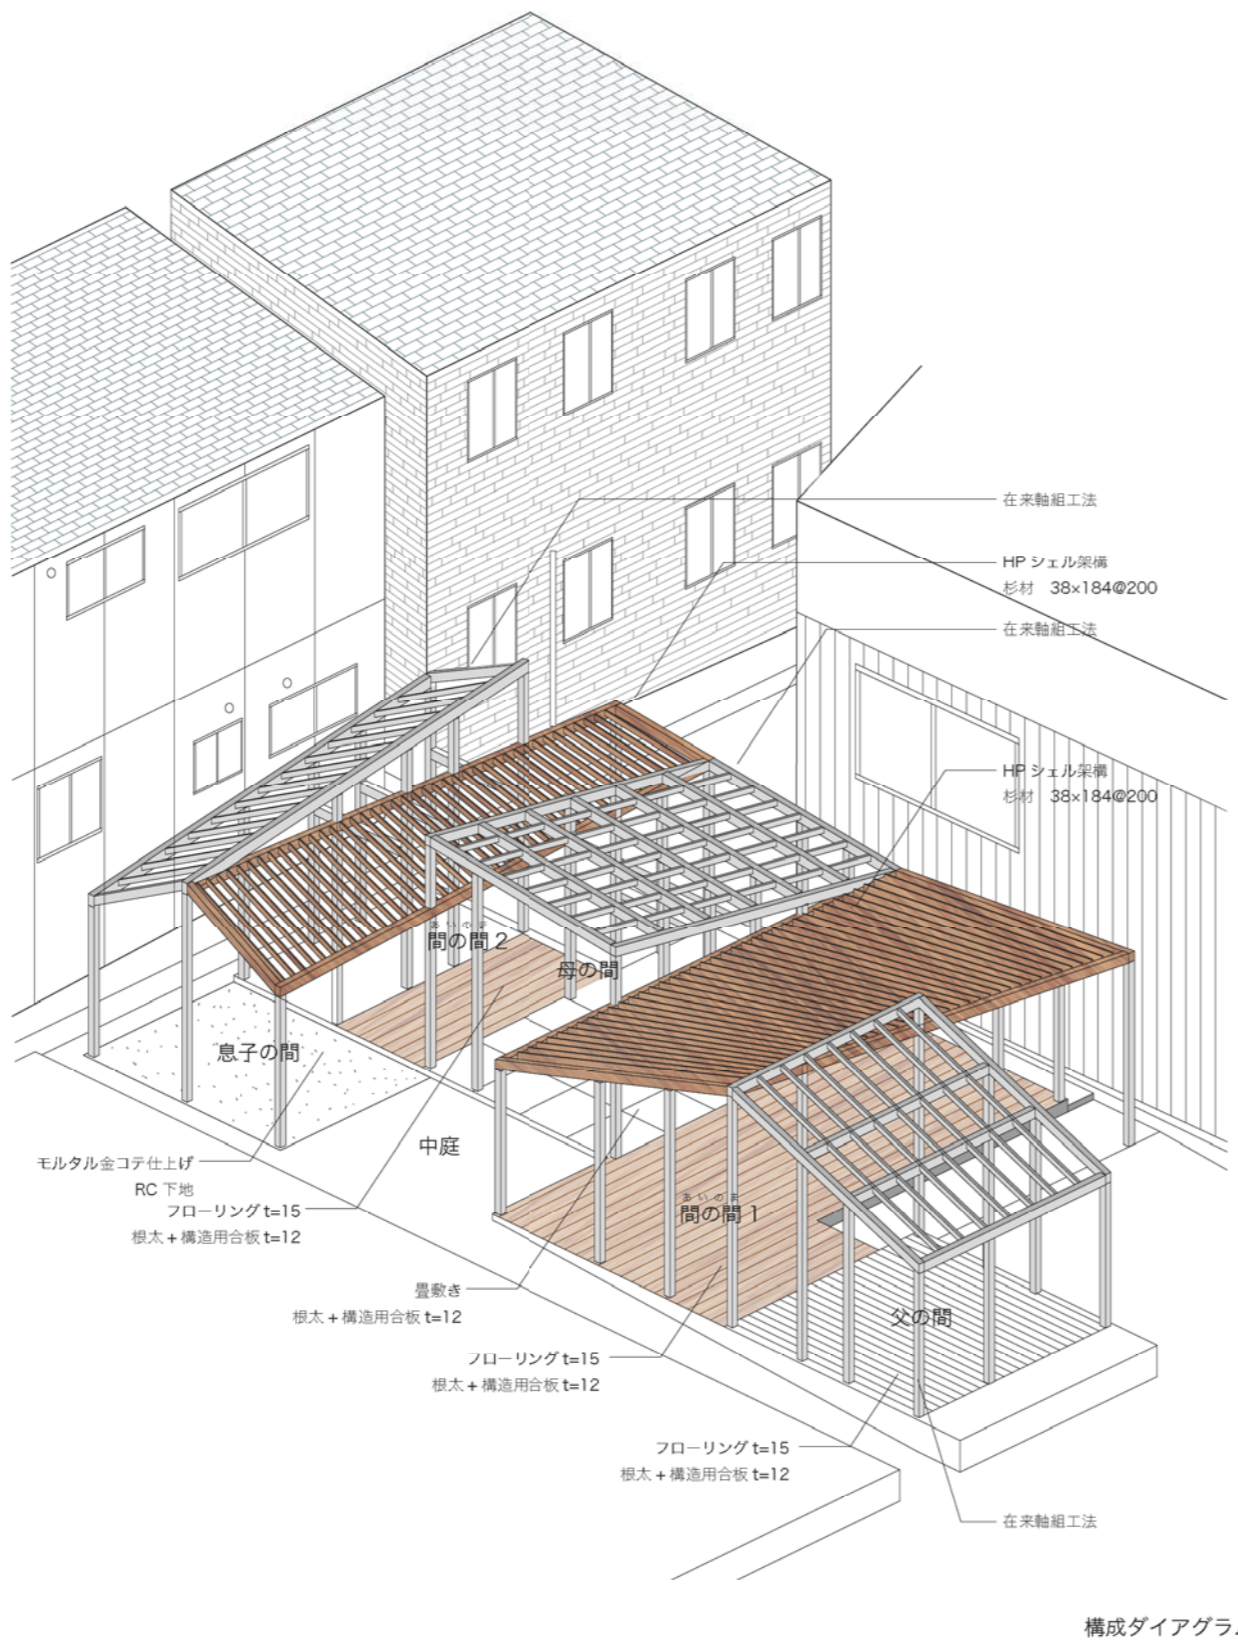 在来軸組工法
HP シェル架構
杉材　38×184@200
在来軸組工法
HP シェル架構
杉材　38×184@200
あいのま
間の間 2
母の間
息子の間
中庭
モルタル金コテ仕上げ
RC 下地
フローリング t=15
根太 + 構造用合板 t=12
あいのま
間の間 1
畳敷き
根太 + 構造用合板 t=12
父の間
フローリング t=15
根太 + 構造用合板 t=12
フローリング t=15
根太 + 構造用合板 t=12
在来軸組工法
構成ダイアグラ